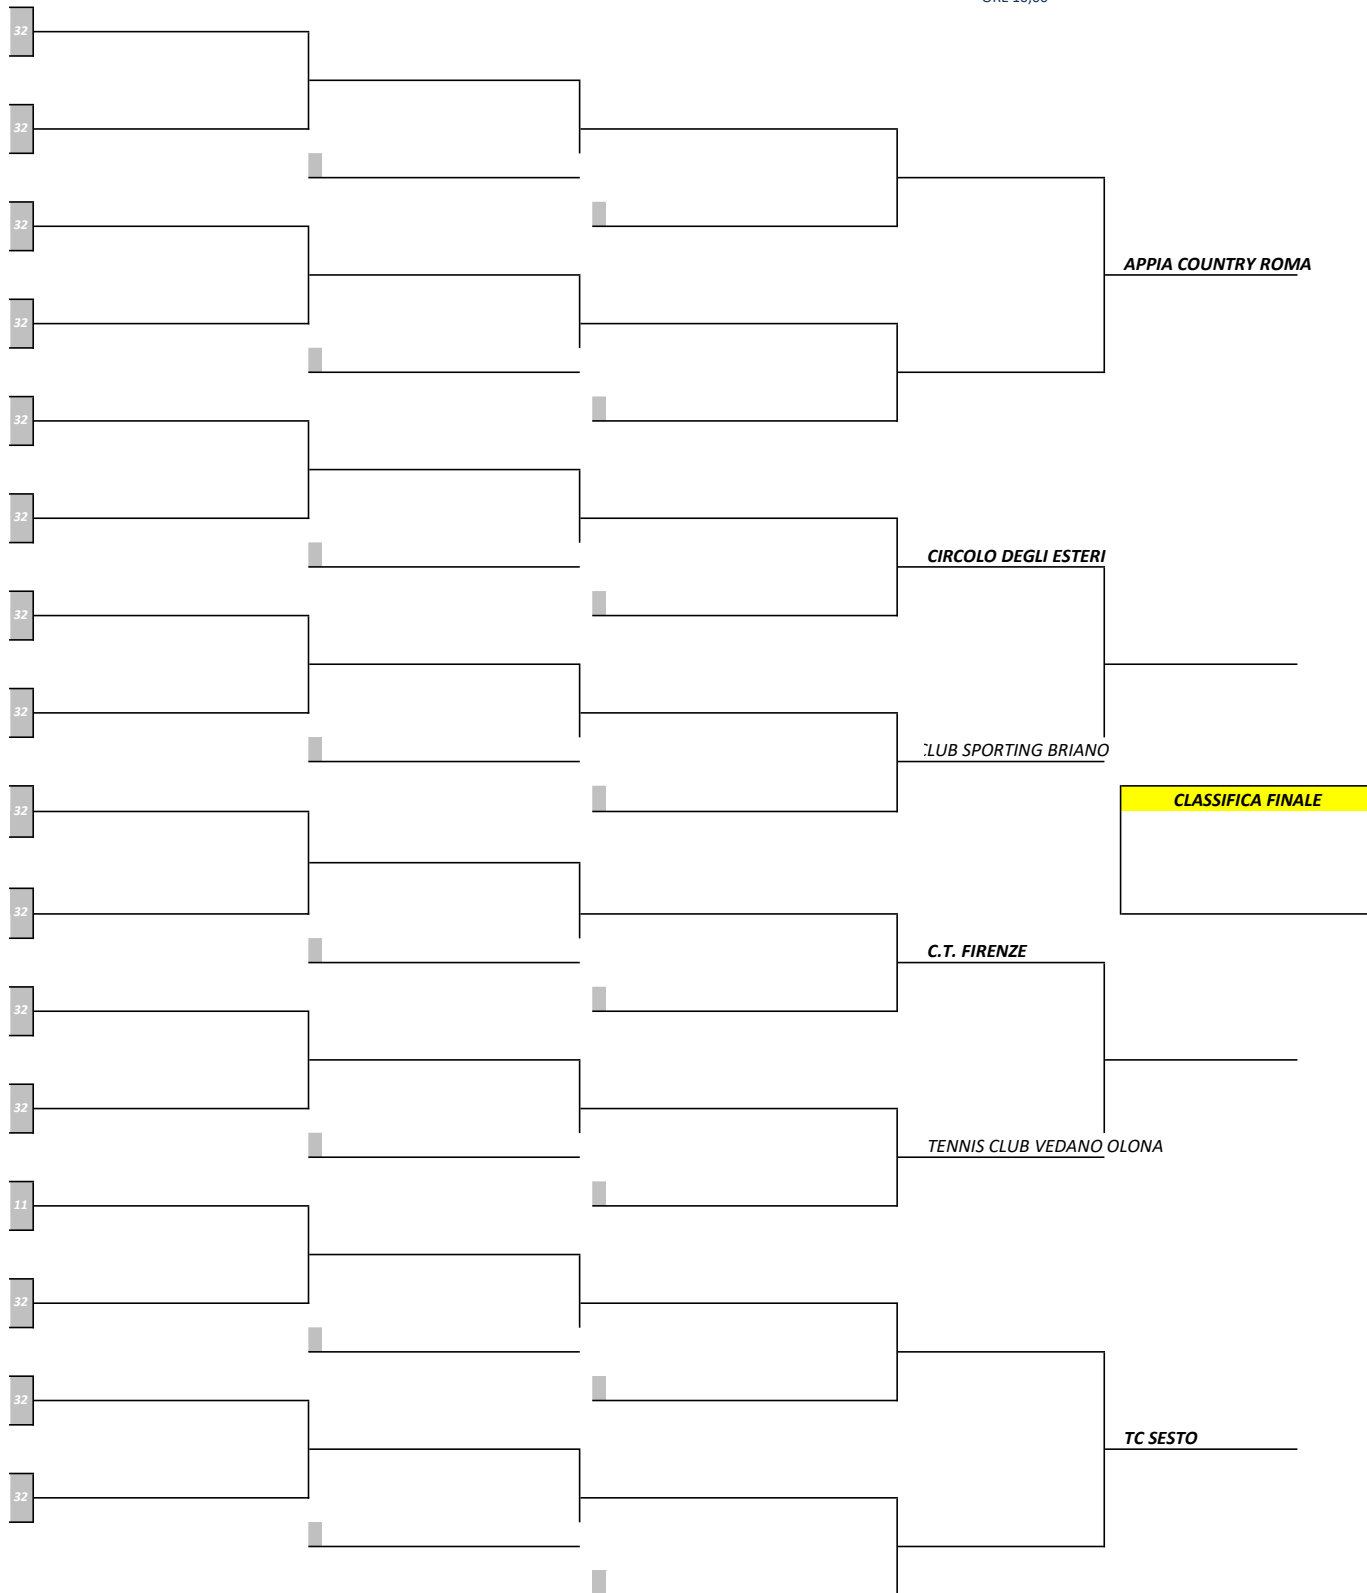 32
32
32
32
APPIA COUNTRY ROMA
32
32
CIRCOLO DEGLI ESTERI
32
32
LUB SPORTING BRIANO
32
CLASSIFICA FINALE
32
C.T. FIRENZE
32
32
TENNIS CLUB VEDANO OLONA
11
32
32
TC SESTO
32